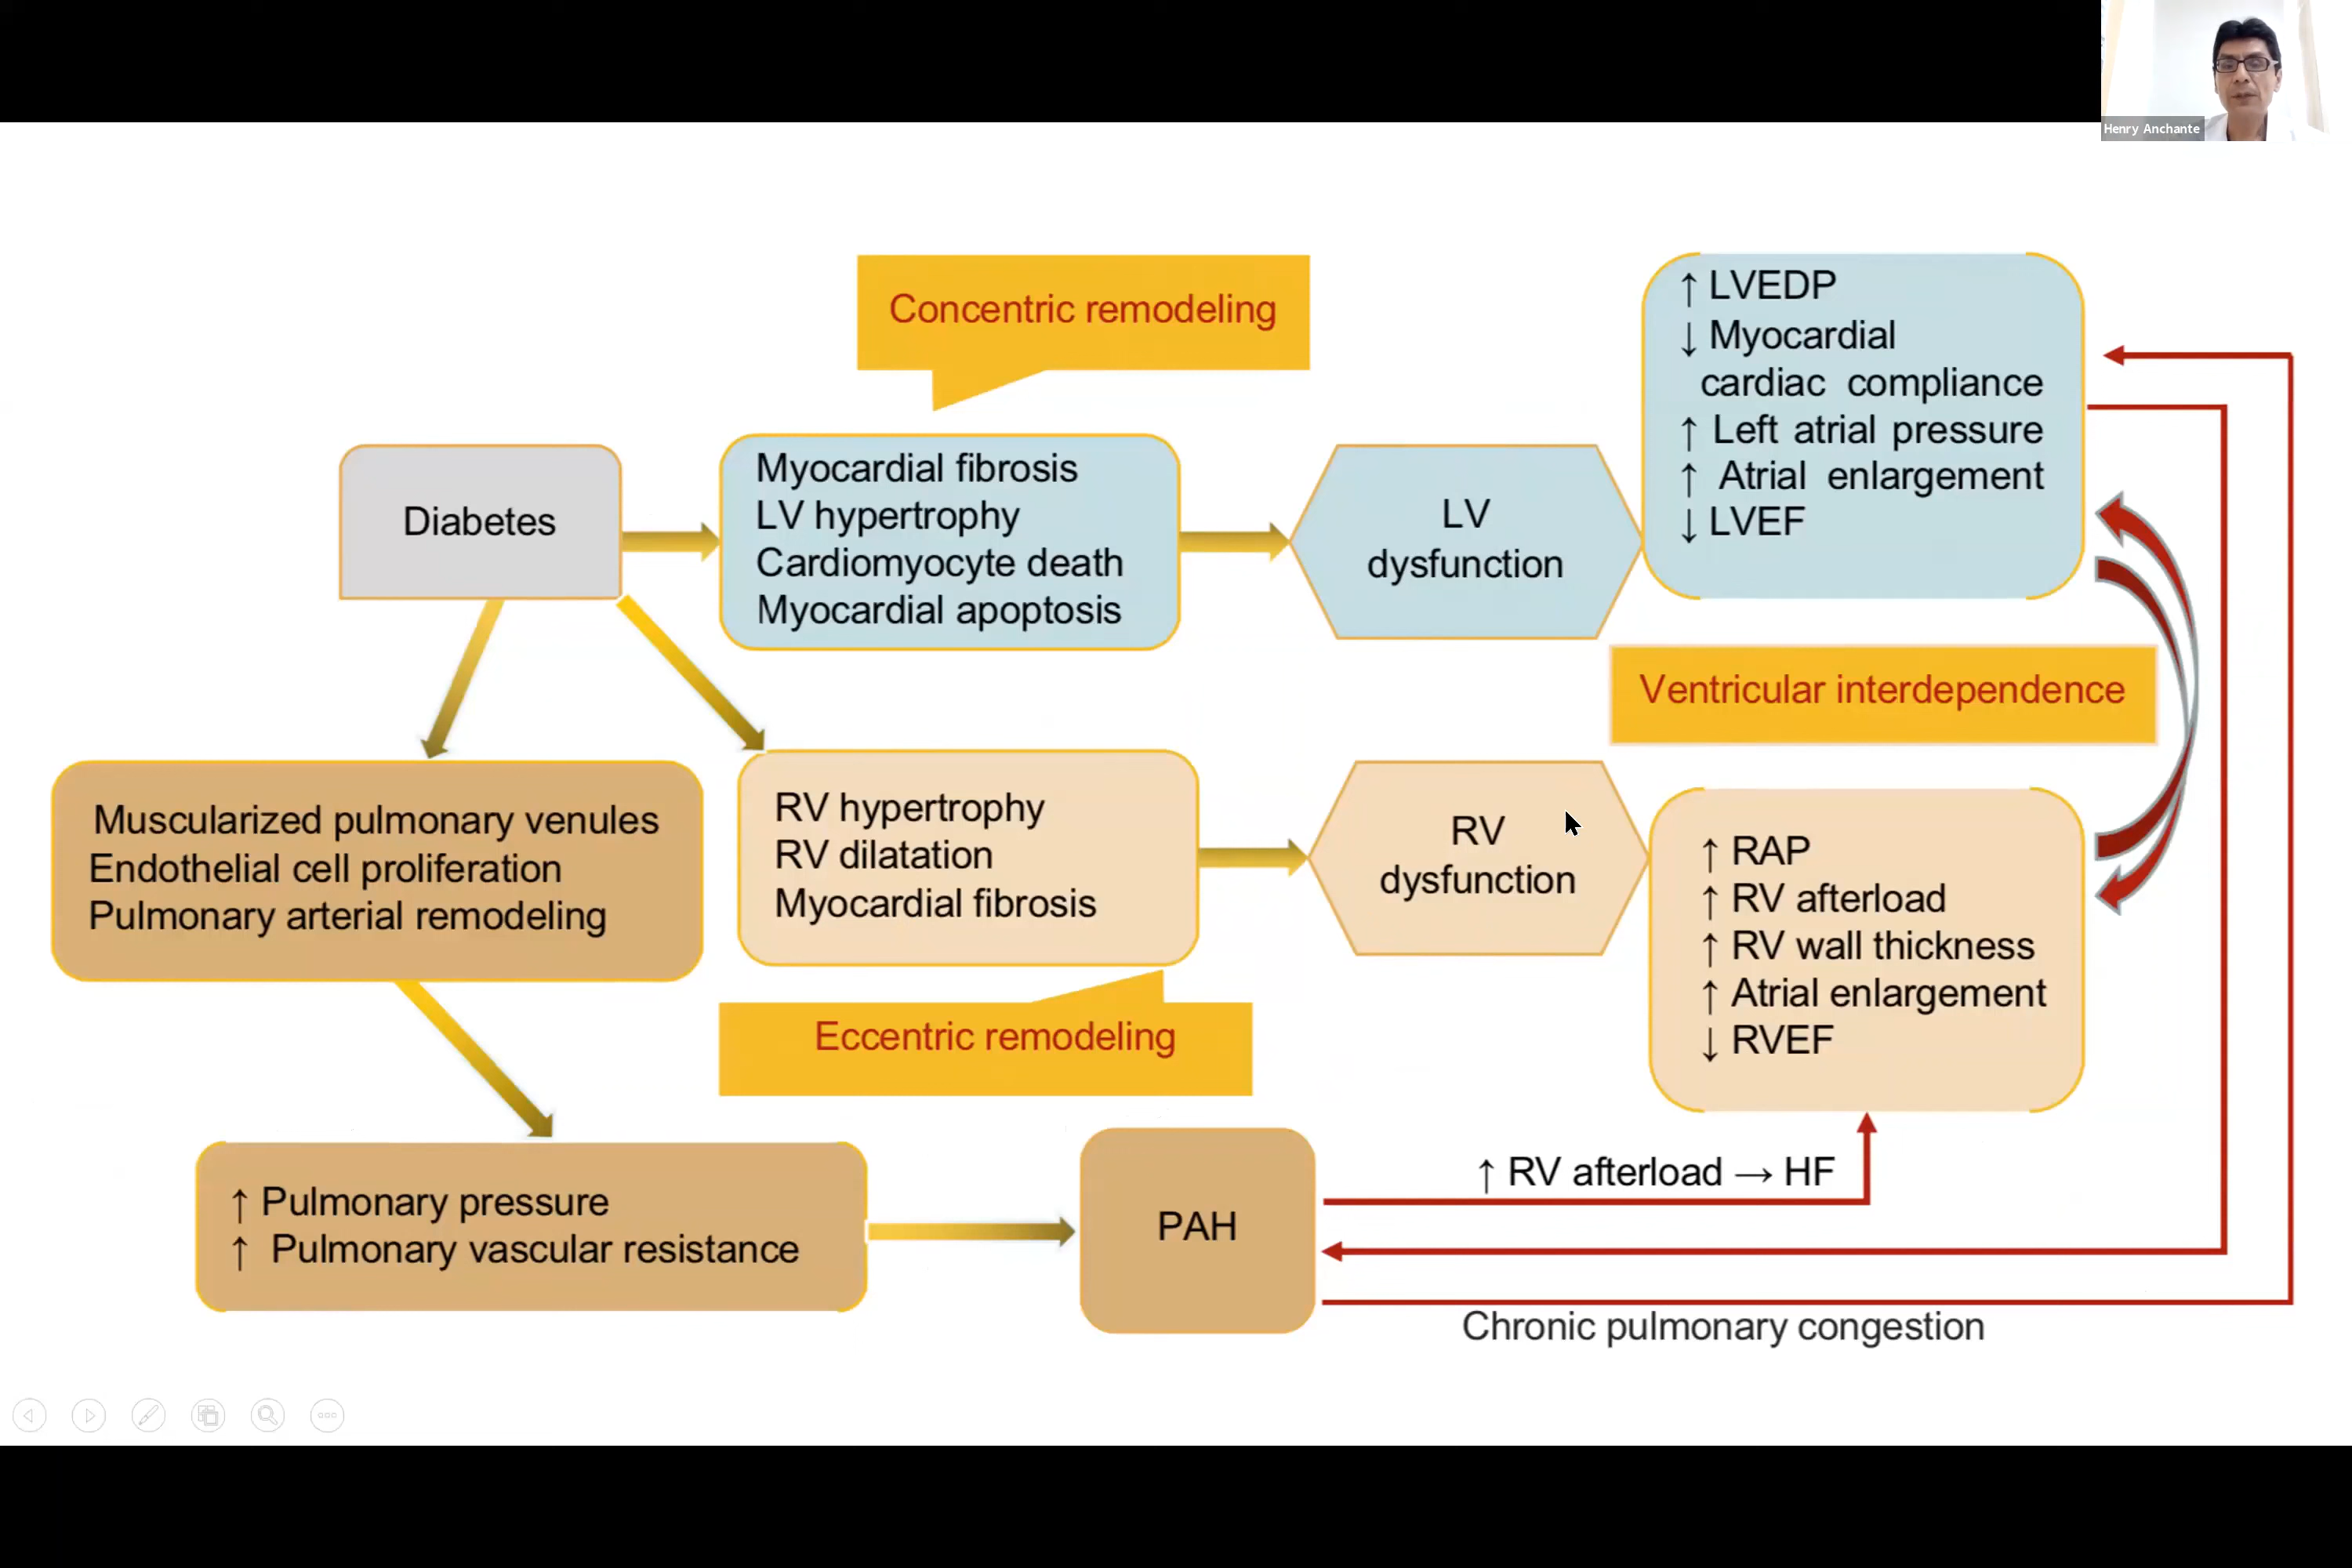 Henry Anchante
Concentric remodeling
↑ LVEDP
↓ Myocardial
cardiac compliance
↑ Left atrial pressure
↑ Atrial enlargement
↓ LVEF
Diabetes
Myocardial fibrosis
LV hypertrophy
Cardiomyocyte death
Myocardial apoptosis
LV
dysfunction
Ventricular interdependence
Muscularized pulmonary venules
Endothelial cell proliferation
Pulmonary arterial remodeling
RV hypertrophy
RV dilatation
Myocardial fibrosis
RV
dysfunction
↑ RAP
↑ RV afterload
↑ RV wall thickness
↑ Atrial enlargement
↓ RVEF
Eccentric remodeling
↑ Pulmonary pressure
↑ Pulmonary vascular resistance
PAH
↑ RV afterload → HF
Chronic pulmonary congestion